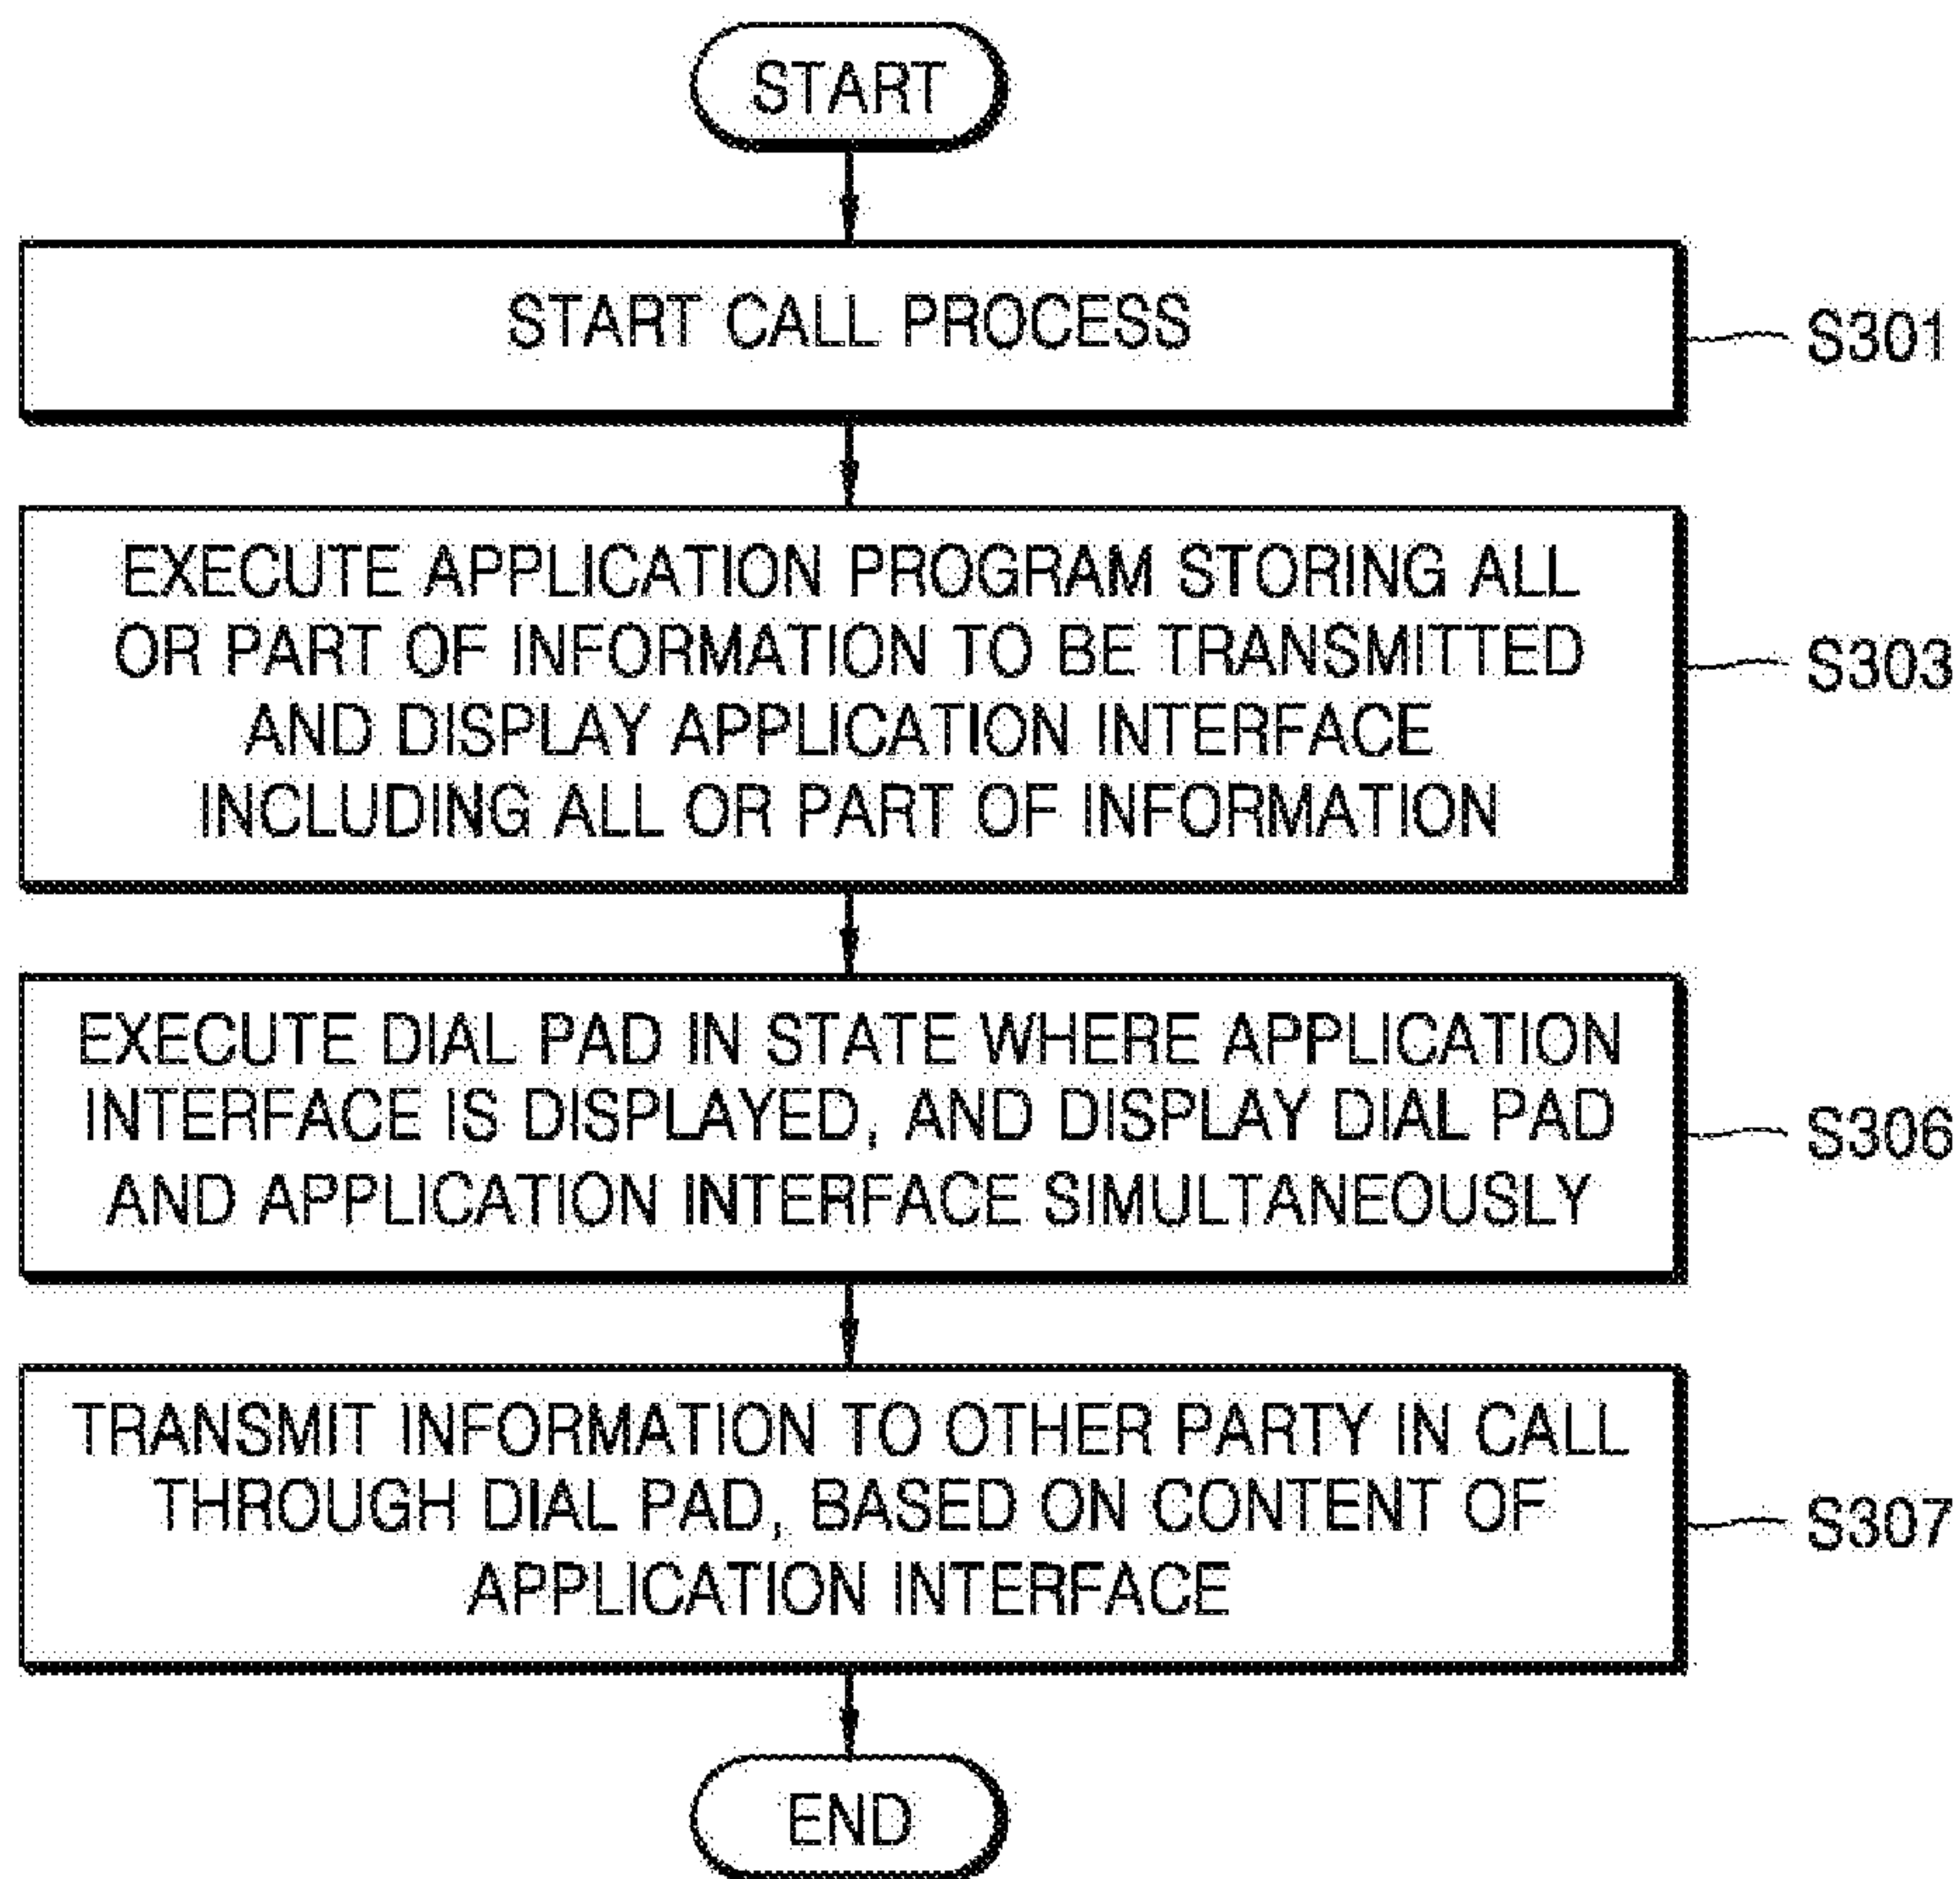 START
START CALL PROCESS
S301
EXECUTE APPLICATION PROGRAM STORING ALL
OR PART OF INFORMATION TO BE TRANSMITTED
AND DISPLAY APPLICATION INTERFACE
INCLUDING ALL OR PART OF INFORMATION
S303
EXECUTE DIAL PAD IN STATE WHERE APPLICATION
INTERFACE IS DISPLAYED, AND DISPLAY DIAL PAD
AND APPLICATION INTERFACE SIMULTANEOUSLY
S306
TRANSMIT INFORMATION TO OTHER PARTY IN CALL
THROUGH DIAL PAD, BASED ON CONTENT OF
APPLICATION INTERFACE
S307
END